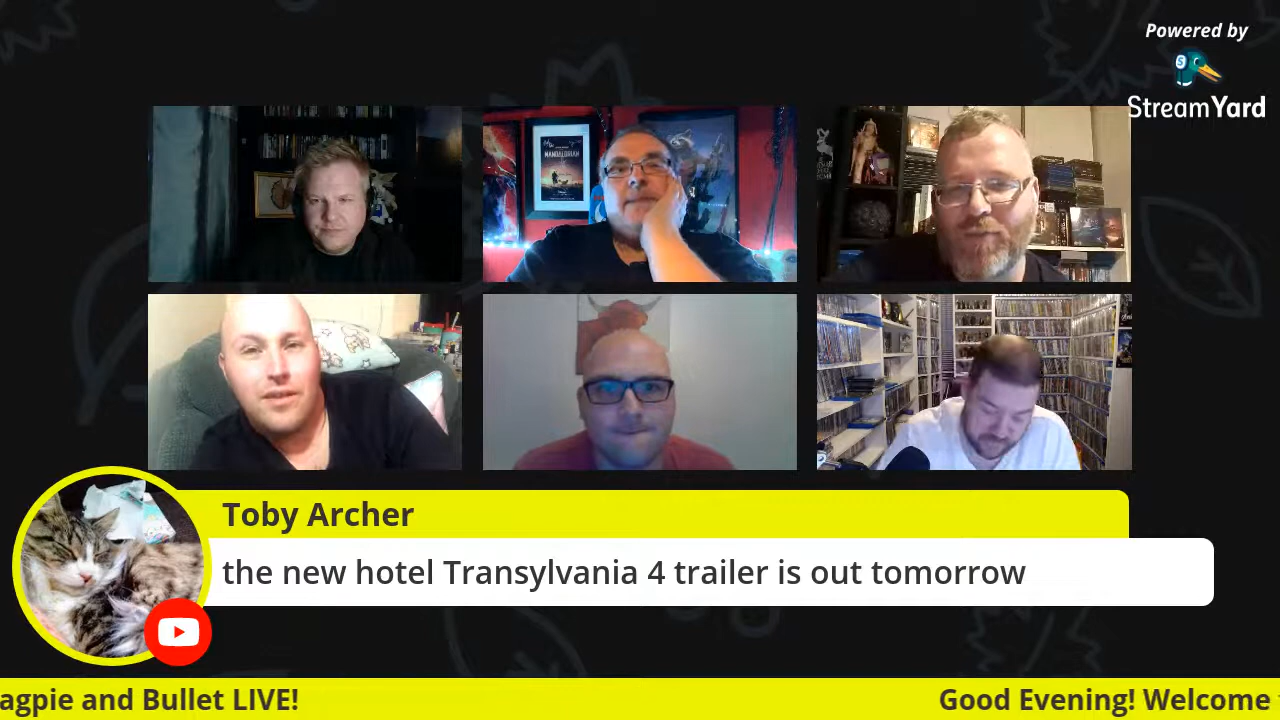 Powered by
StreamYard
MANDALORIAN
Toby Archer
the new hotel Transylvania 4 trailer is out tomorrow
agpie and Bullet LIVE!
Good Evening! Welcome